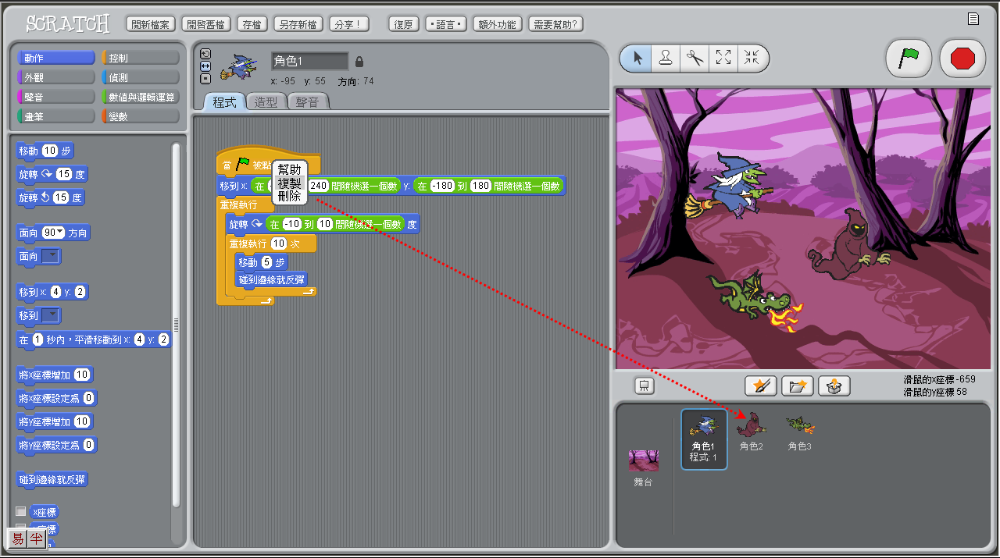 SCRATCH
開新檔案 開啓舊檔 存檔 另存新檔 分享！ 復原 •語言• 額外功能 需要幫助?
動作 控制
外觀 偵測
聲音 數值與邏輯運算
畫筆 變數
角色1
x: -95 y: 55 方向: 74
程式 造型 聲音
移動 10 步
旋轉 15 度
旋轉 15 度
面向 90 方向
面向
移到 x: 4 y: 2
移到
在 1 秒內，平滑移動到 x: 4 y: 2
將x座標增加 10
將x座標設定為 0
將y座標增加 10
將y座標設定為 0
碰到邊緣就反彈
x座標
y座標
易 半
當 被點
幫助
複製
刪除
移到 x: 在 240 間隨機選一個數 y: 在 -180 到 180 間隨機選一個數
重複執行
旋轉 在 -10 到 10 間隨機選一個數 度
重複執行 10 次
移動 5 步
碰到邊緣就反彈
滑鼠的x座標 -659
滑鼠的y座標 58
角色1 角色2 角色3
程式: 1
舞台